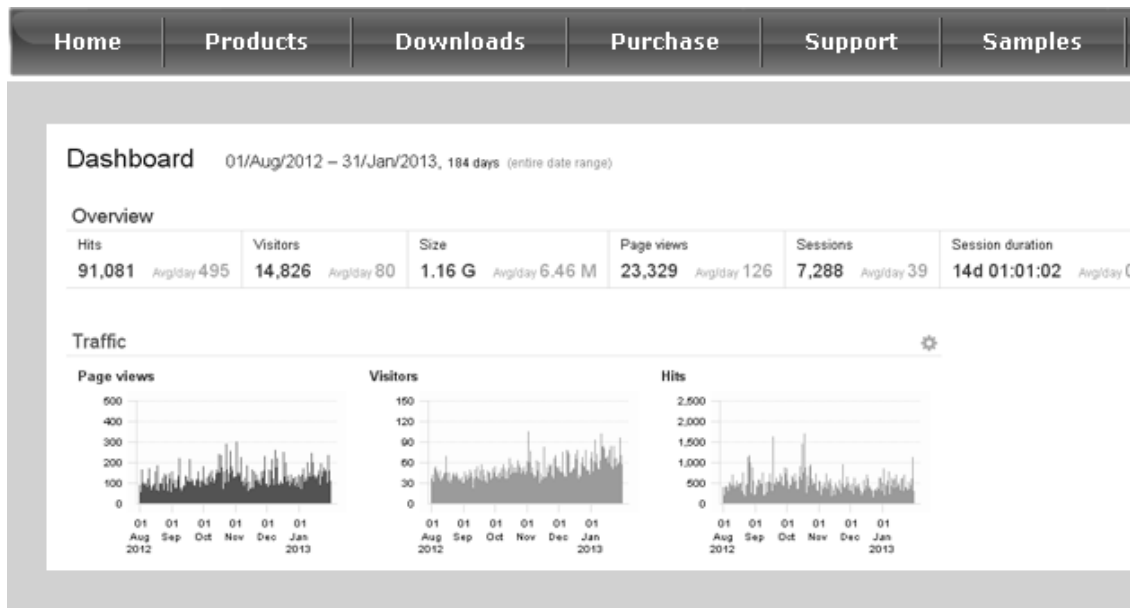 Home Products Downloads Purchase Support Samples
Dashboard 01/Aug/2012 – 31/Jan/2013, 184 days (entire date range)
Overview
Hits Visitors Size Page views Sessions Session duration
91,081 Avg/day 495 14,826 Avg/day 80 1.16 G Avg/day 6.46 M 23,329 Avg/day 126 7,288 Avg/day 39 14d 01:01:02 Avg/day
Traffic
Page views
500
400
300
200
100
0
01 01 01 01 01 01
Aug Sep Oct Nov Dec Jan
2012 2013
Visitors
150
120
90
60
30
0
01 01 01 01 01 01
Aug Sep Oct Nov Dec Jan
2012 2013
Hits
2,500
2,000
1,500
1,000
500
0
01 01 01 01 01 01
Aug Sep Oct Nov Dec Jan
2012 2013